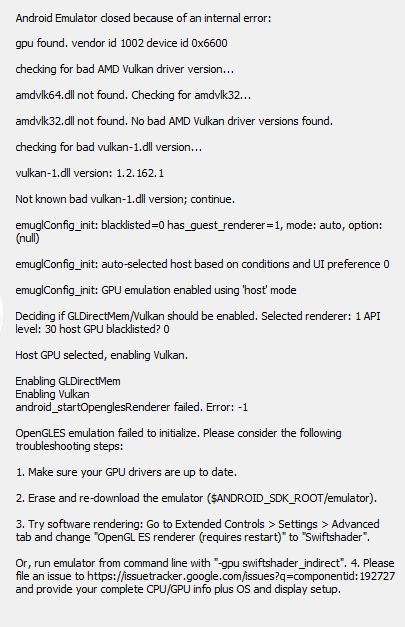 Android Emulator closed because of an internal error:
gpu found. vendor id 1002 device id 0x6600
checking for bad AMD Vulkan driver version...
amdvlk64.dll not found. Checking for amdvlk32...
amdvlk32.dll not found. No bad AMD Vulkan driver versions found.
checking for bad vulkan-1.dll version...
vulkan-1.dll version: 1.2.162.1
Not known bad vulkan-1.dll version; continue.
emuglConfig_init: blacklisted=0 has_guest_renderer=1, mode: auto, option:
(null)
emuglConfig_init: auto-selected host based on conditions and UI preference 0
emuglConfig_init: GPU emulation enabled using 'host' mode
Deciding if GLDirectMem/Vulkan should be enabled. Selected renderer: 1 API
level: 30 host GPU blacklisted? 0
Host GPU selected, enabling Vulkan.
Enabling GLDirectMem
Enabling Vulkan
android_startOpenglesRenderer failed. Error: -1
OpenGLES emulation failed to initialize. Please consider the following
troubleshooting steps:
1. Make sure your GPU drivers are up to date.
2. Erase and re-download the emulator ($ANDROID_SDK_ROOT/emulator).
3. Try software rendering: Go to Extended Controls > Settings > Advanced
tab and change "OpenGL ES renderer (requires restart)" to "Swiftshader".
Or, run emulator from command line with "-gpu swiftshader_indirect". 4. Please
file an issue to https://issuetracker.google.com/issues?q=componentid:192727
and provide your complete CPU/GPU info plus OS and display setup.